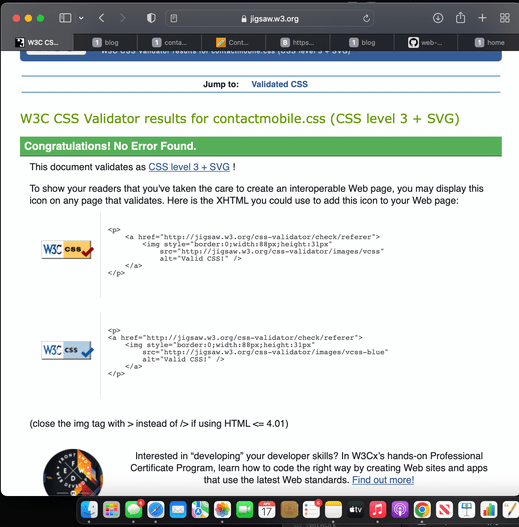 jigsaw.w3.org
W3C CS...
1 blog
1 conta...
Cont...
B https...
1 blog
web-...
1 home
W3C CSS Validator results for contactmobile.css (CSS level 3 + SVG)
Jump to: Validated CSS
W3C CSS Validator results for contactmobile.css (CSS level 3 + SVG)
Congratulations! No Error Found.
This document validates as CSS level 3 + SVG !
To show your readers that you've taken the care to create an interoperable Web page, you may display this
icon on any page that validates. Here is the XHTML you could use to add this icon to your Web page:
W3C css
<p>
<a href="http://jigsaw.w3.org/css-validator/check/referer">
<img style="border:0;width:88px;height:31px"
src="http://jigsaw.w3.org/css-validator/images/vcss"
alt="Valid CSS!" />
</a>
</p>
W3C css
<p>
<a href="http://jigsaw.w3.org/css-validator/check/referer">
<img style="border:0;width:88px;height:31px"
src="http://jigsaw.w3.org/css-validator/images/vcss-blue"
alt="Valid CSS!" />
</a>
</p>
(close the img tag with > instead of /> if using HTML <= 4.01)
Interested in “developing” your developer skills? In W3Cx's hands-on Professional
Certificate Program, learn how to code the right way by creating Web sites and apps
that use the latest Web standards. Find out more!
17
tv